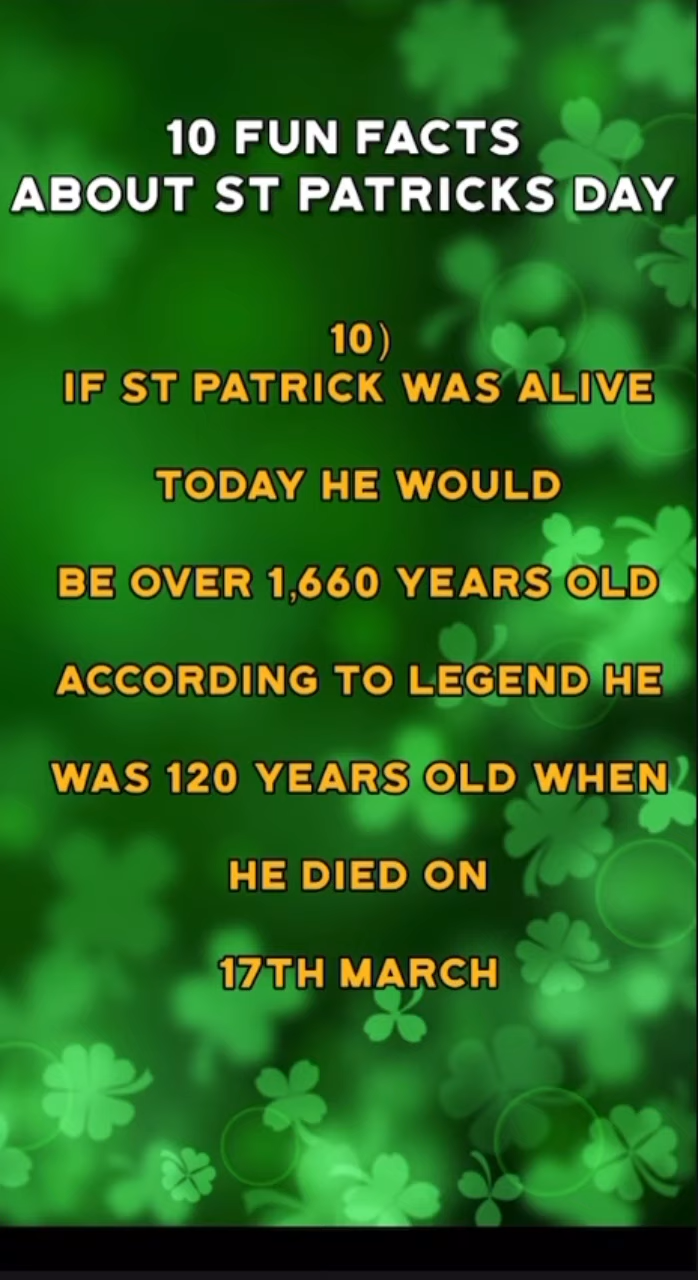 10 FUN FACTS
ABOUT ST PATRICKS DAY
10)
IF ST PATRICK WAS ALIVE
TODAY HE WOULD
BE OVER 1,660 YEARS OLD
ACCORDING TO LEGEND HE
WAS 120 YEARS OLD WHEN
HE DIED ON
17TH MARCH